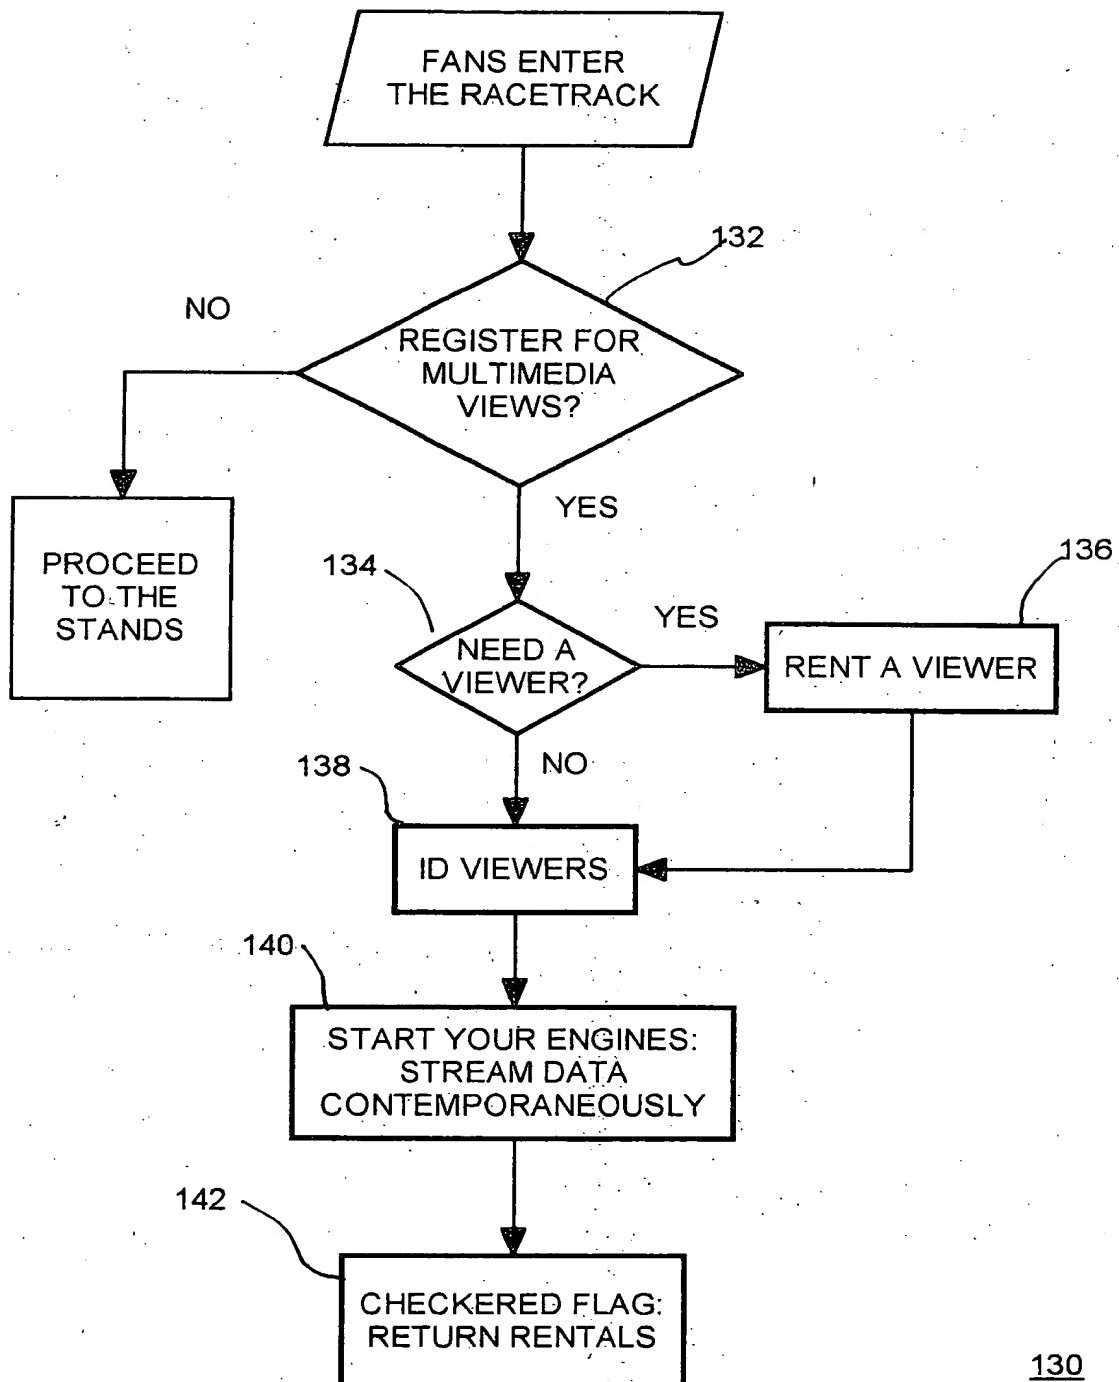 FANS ENTER
THE RACETRACK
132
NO
REGISTER FOR
MULTIMEDIA
VIEWS?
YES
PROCEED
TO THE
STANDS
134
NEED A
VIEWER?
YES
136
RENT A VIEWER
NO
138
ID VIEWERS
140
START YOUR ENGINES:
STREAM DATA
CONTEMPORANEOUSLY
142
CHECKERED FLAG:
RETURN RENTALS
130